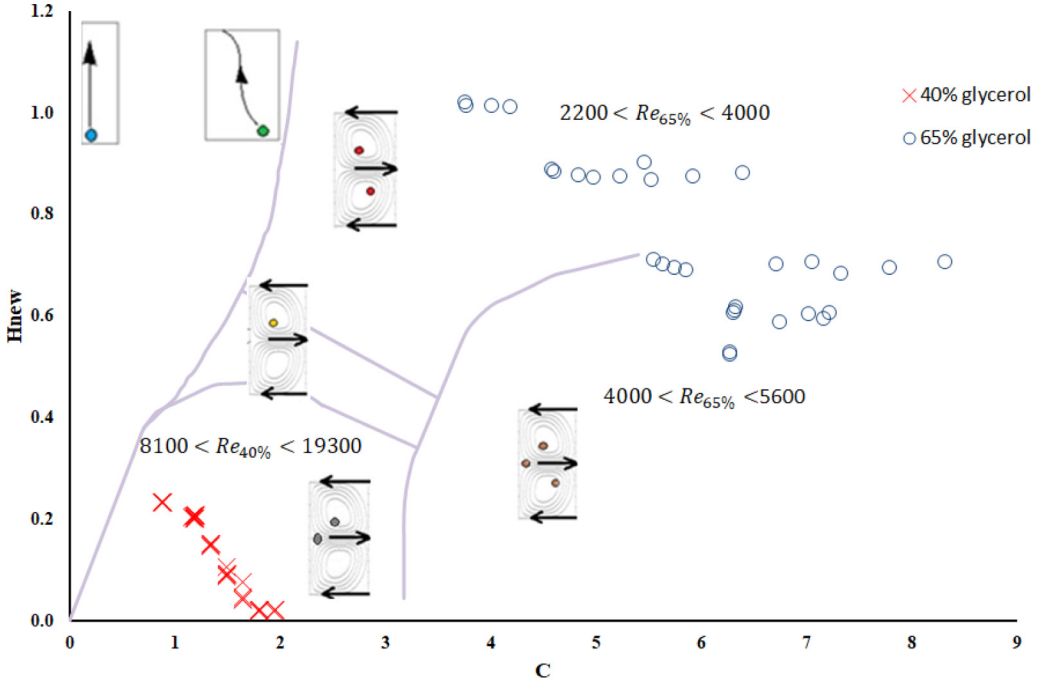 1.2
1.0
0.8
0.6
0.4
0.2
0.0
Hnew
0 1 2 3 4 5 6 7 8 9
C
40% glycerol
65% glycerol
2200 < Re65% < 4000
4000 < Re65% <5600
8100 < Re40% < 19300